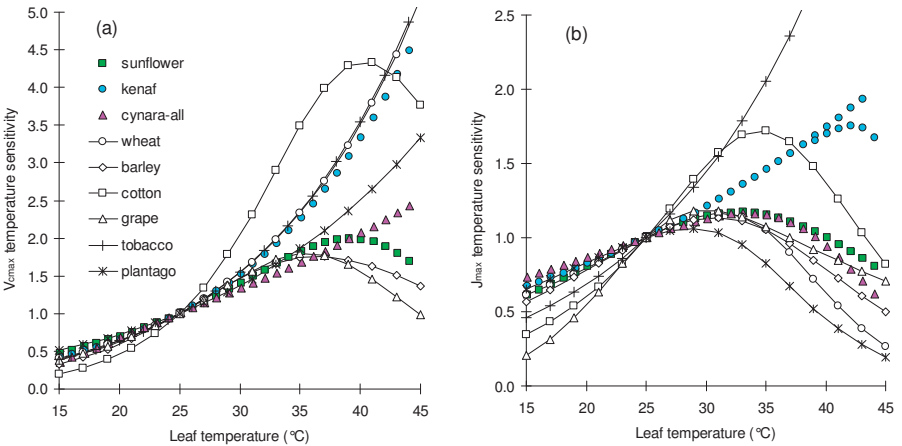 (a)
5.0
4.5
4.0
3.5
3.0
2.5
2.0
1.5
1.0
0.5
0.0
Vcmax temperature sensitivity
sunflower
kenaf
cynara-all
wheat
barley
cotton
grape
tobacco
plantago
15 20 25 30 35 40 45
Leaf temperature (°C)
(b)
2.5
2.0
1.5
1.0
0.5
0.0
Jmax temperature sensitivity
15 20 25 30 35 40 45
Leaf temperature (°C)